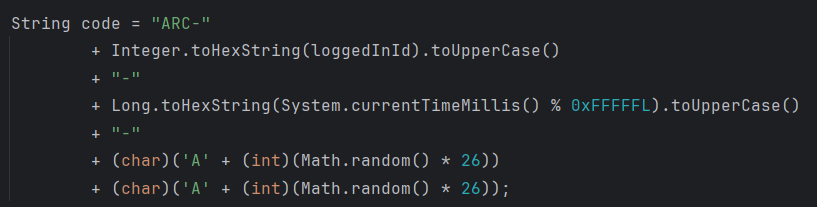 String code = "ARC-"
+ Integer.toHexString(loggedInId).toUpperCase()
+ "-"
+ Long.toHexString(System.currentTimeMillis() % 0xFFFFFL).toUpperCase()
+ "-"
+ (char)('A' + (int)(Math.random() * 26))
+ (char)('A' + (int)(Math.random() * 26));